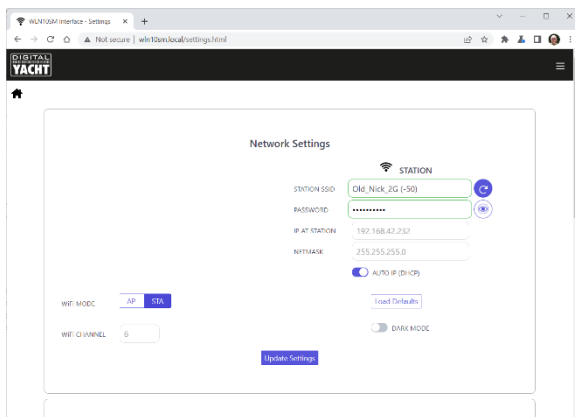 WLN10SM Interface - Settings
Not secure | wln10sm.local/settings.html
DIGITAL
YACHT
Network Settings
STATION
STATION SSID Old_Nick_2G (-50)
PASSWORD ••••••••••
IP AT STATION 192.168.42.232
NETMASK 255.255.255.0
AUTO IP (DHCP)
WiFi MODE AP STA Load Defaults
WiFi CHANNEL 6 DARK MODE
Update Settings